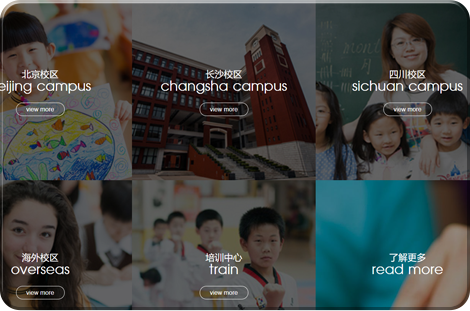 北京校区
eijing campus
view more
长沙校区
changsha campus
view more
四川校区
sichuan campus
view more
海外校区
overseas
view more
培训中心
train
view more
了解更多
read more